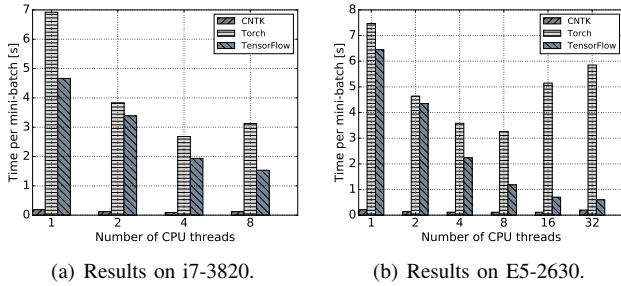 7
6
5
4
3
2
1
0
Time per mini-batch [s]
CNTK
Torch
TensorFlow
1 2 4 8
Number of CPU threads
(a) Results on i7-3820.
8
7
6
5
4
3
2
1
0
Time per mini-batch [s]
CNTK
Torch
TensorFlow
1 2 4 8 16 32
Number of CPU threads
(b) Results on E5-2630.